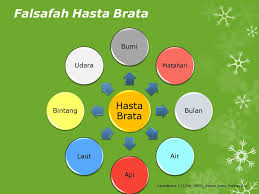 Falsafah Hasta Brata
Bumi
Udara
Matahari
Bintang
Hasta
Brata
Bulan
Laut
Air
Api